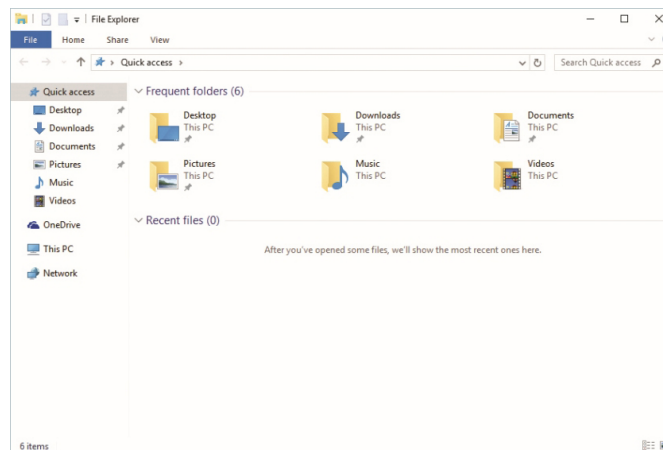 File Explorer
File Home Share View
Quick access
Search Quick access
Quick access
Desktop
Downloads
Documents
Pictures
Music
Videos
OneDrive
This PC
Network
Frequent folders (6)
Desktop
This PC
Downloads
This PC
Documents
This PC
Pictures
This PC
Music
This PC
Videos
This PC
Recent files (0)
After you've opened some files, we'll show the most recent ones here.
6 items